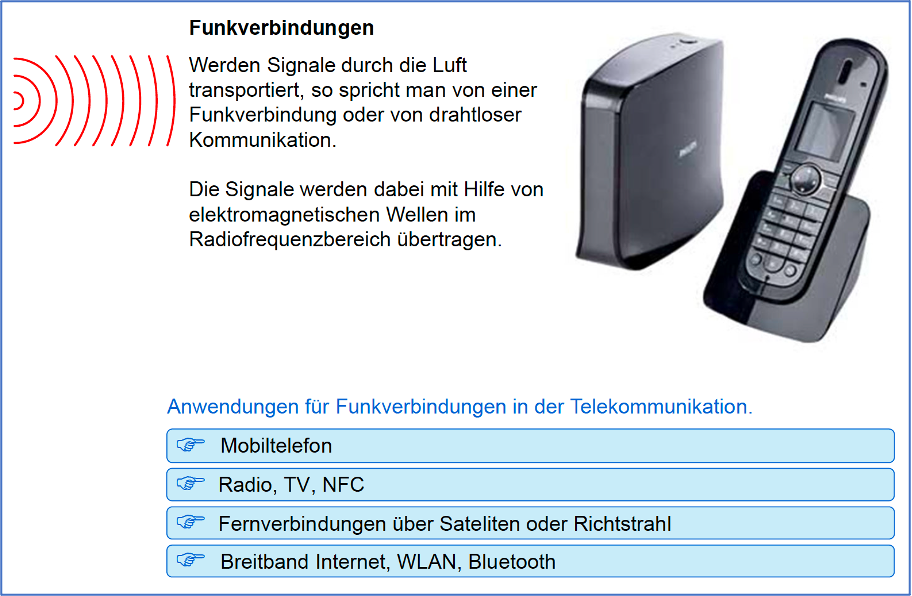 Funkverbindungen
Werden Signale durch die Luft
transportiert, so spricht man von einer
Funkverbindung oder von drahtloser
Kommunikation.
Die Signale werden dabei mit Hilfe von
elektromagnetischen Wellen im
Radiofrequenzbereich übertragen.
PHILIPS
PHILIPS
Anwendungen für Funkverbindungen in der Telekommunikation.
Mobiltelefon
Radio, TV, NFC
Fernverbindungen über Sateliten oder Richtstrahl
Breitband Internet, WLAN, Bluetooth